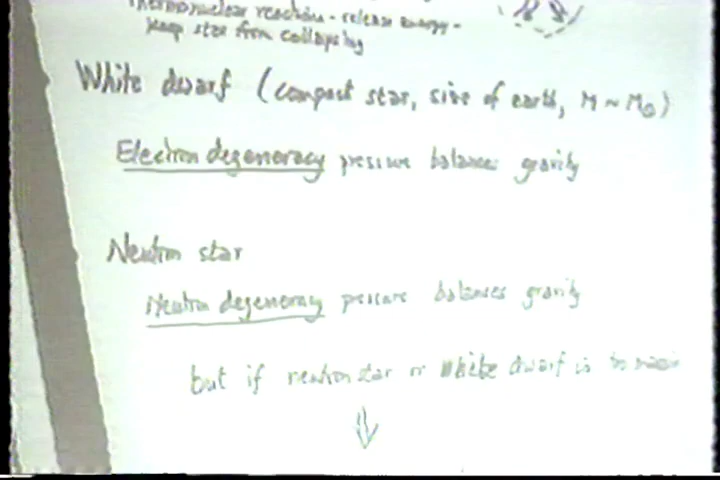 Thermonuclear reactions - release energy -
keep star from collapsing
White dwarf (compact star, size of earth, M ~ M⊙)
Electron degeneracy pressure balances gravity
Neutron star
Neutron degeneracy pressure balances gravity
but if neutron star or white dwarf is too massive
⇓